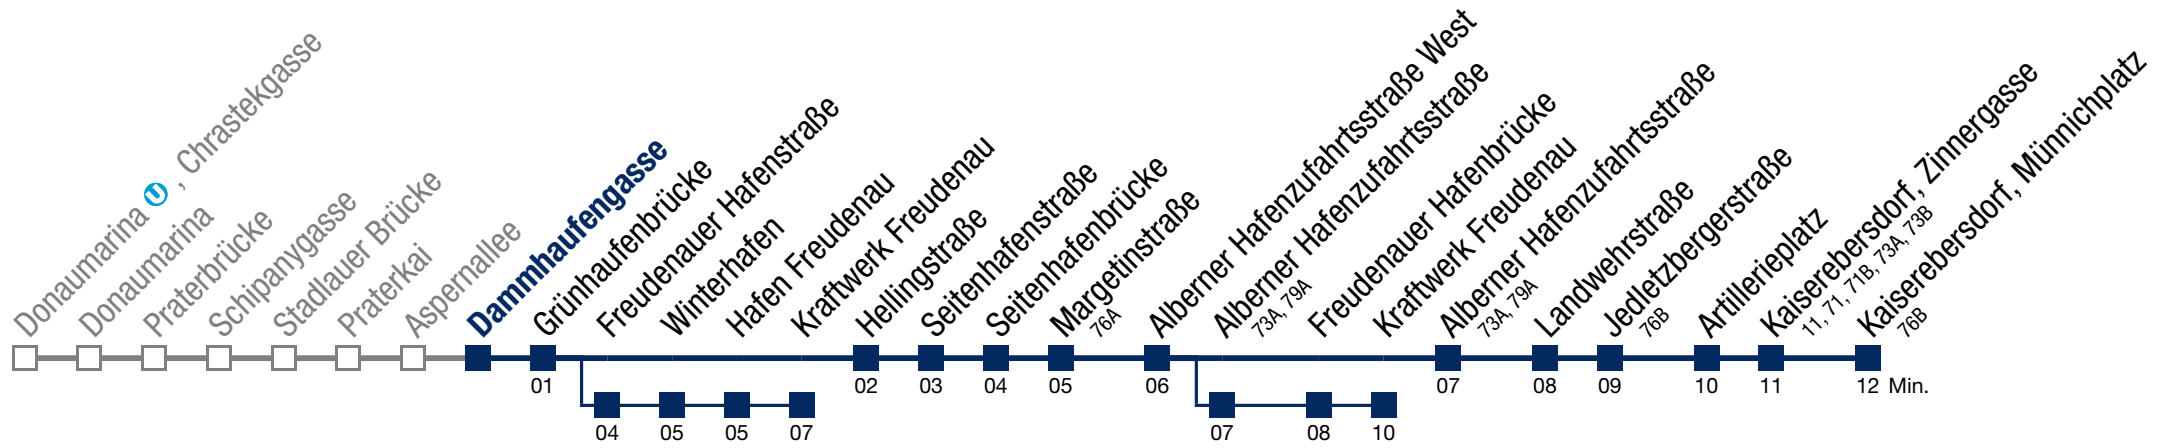 Donaumarina U, Chrastekgasse
Donaumarina
Praterbrücke
Schipanygasse
Stadlauer Brücke
Praterkai
Aspernallee
Dammhaufengasse
Grünhaufenbrücke
Freudenauer Hafenstraße
Winterhafen
Hafen Freudenau
Kraftwerk Freudenau
Hellingstraße
Seitenhafenstraße
Seitenhafenbrücke
Margetinstraße
76A
Alberner Hafenzufahrtsstraße West
Alberner Hafenzufahrtsstraße
73A, 79A
Freudenauer Hafenbrücke
Kraftwerk Freudenau
Alberner Hafenzufahrtsstraße
73A, 79A
Landwehrstraße
Jedletzbergerstraße
76B
Artillerieplatz
Kaiserebersdorf, Zinnergasse
11, 71, 71B, 73A, 73B
Kaiserebersdorf, Münnichplatz
76B
01 02 03 04 05 06 07 08 09 10 11 12 Min.
04 05 05 07 07 08 10